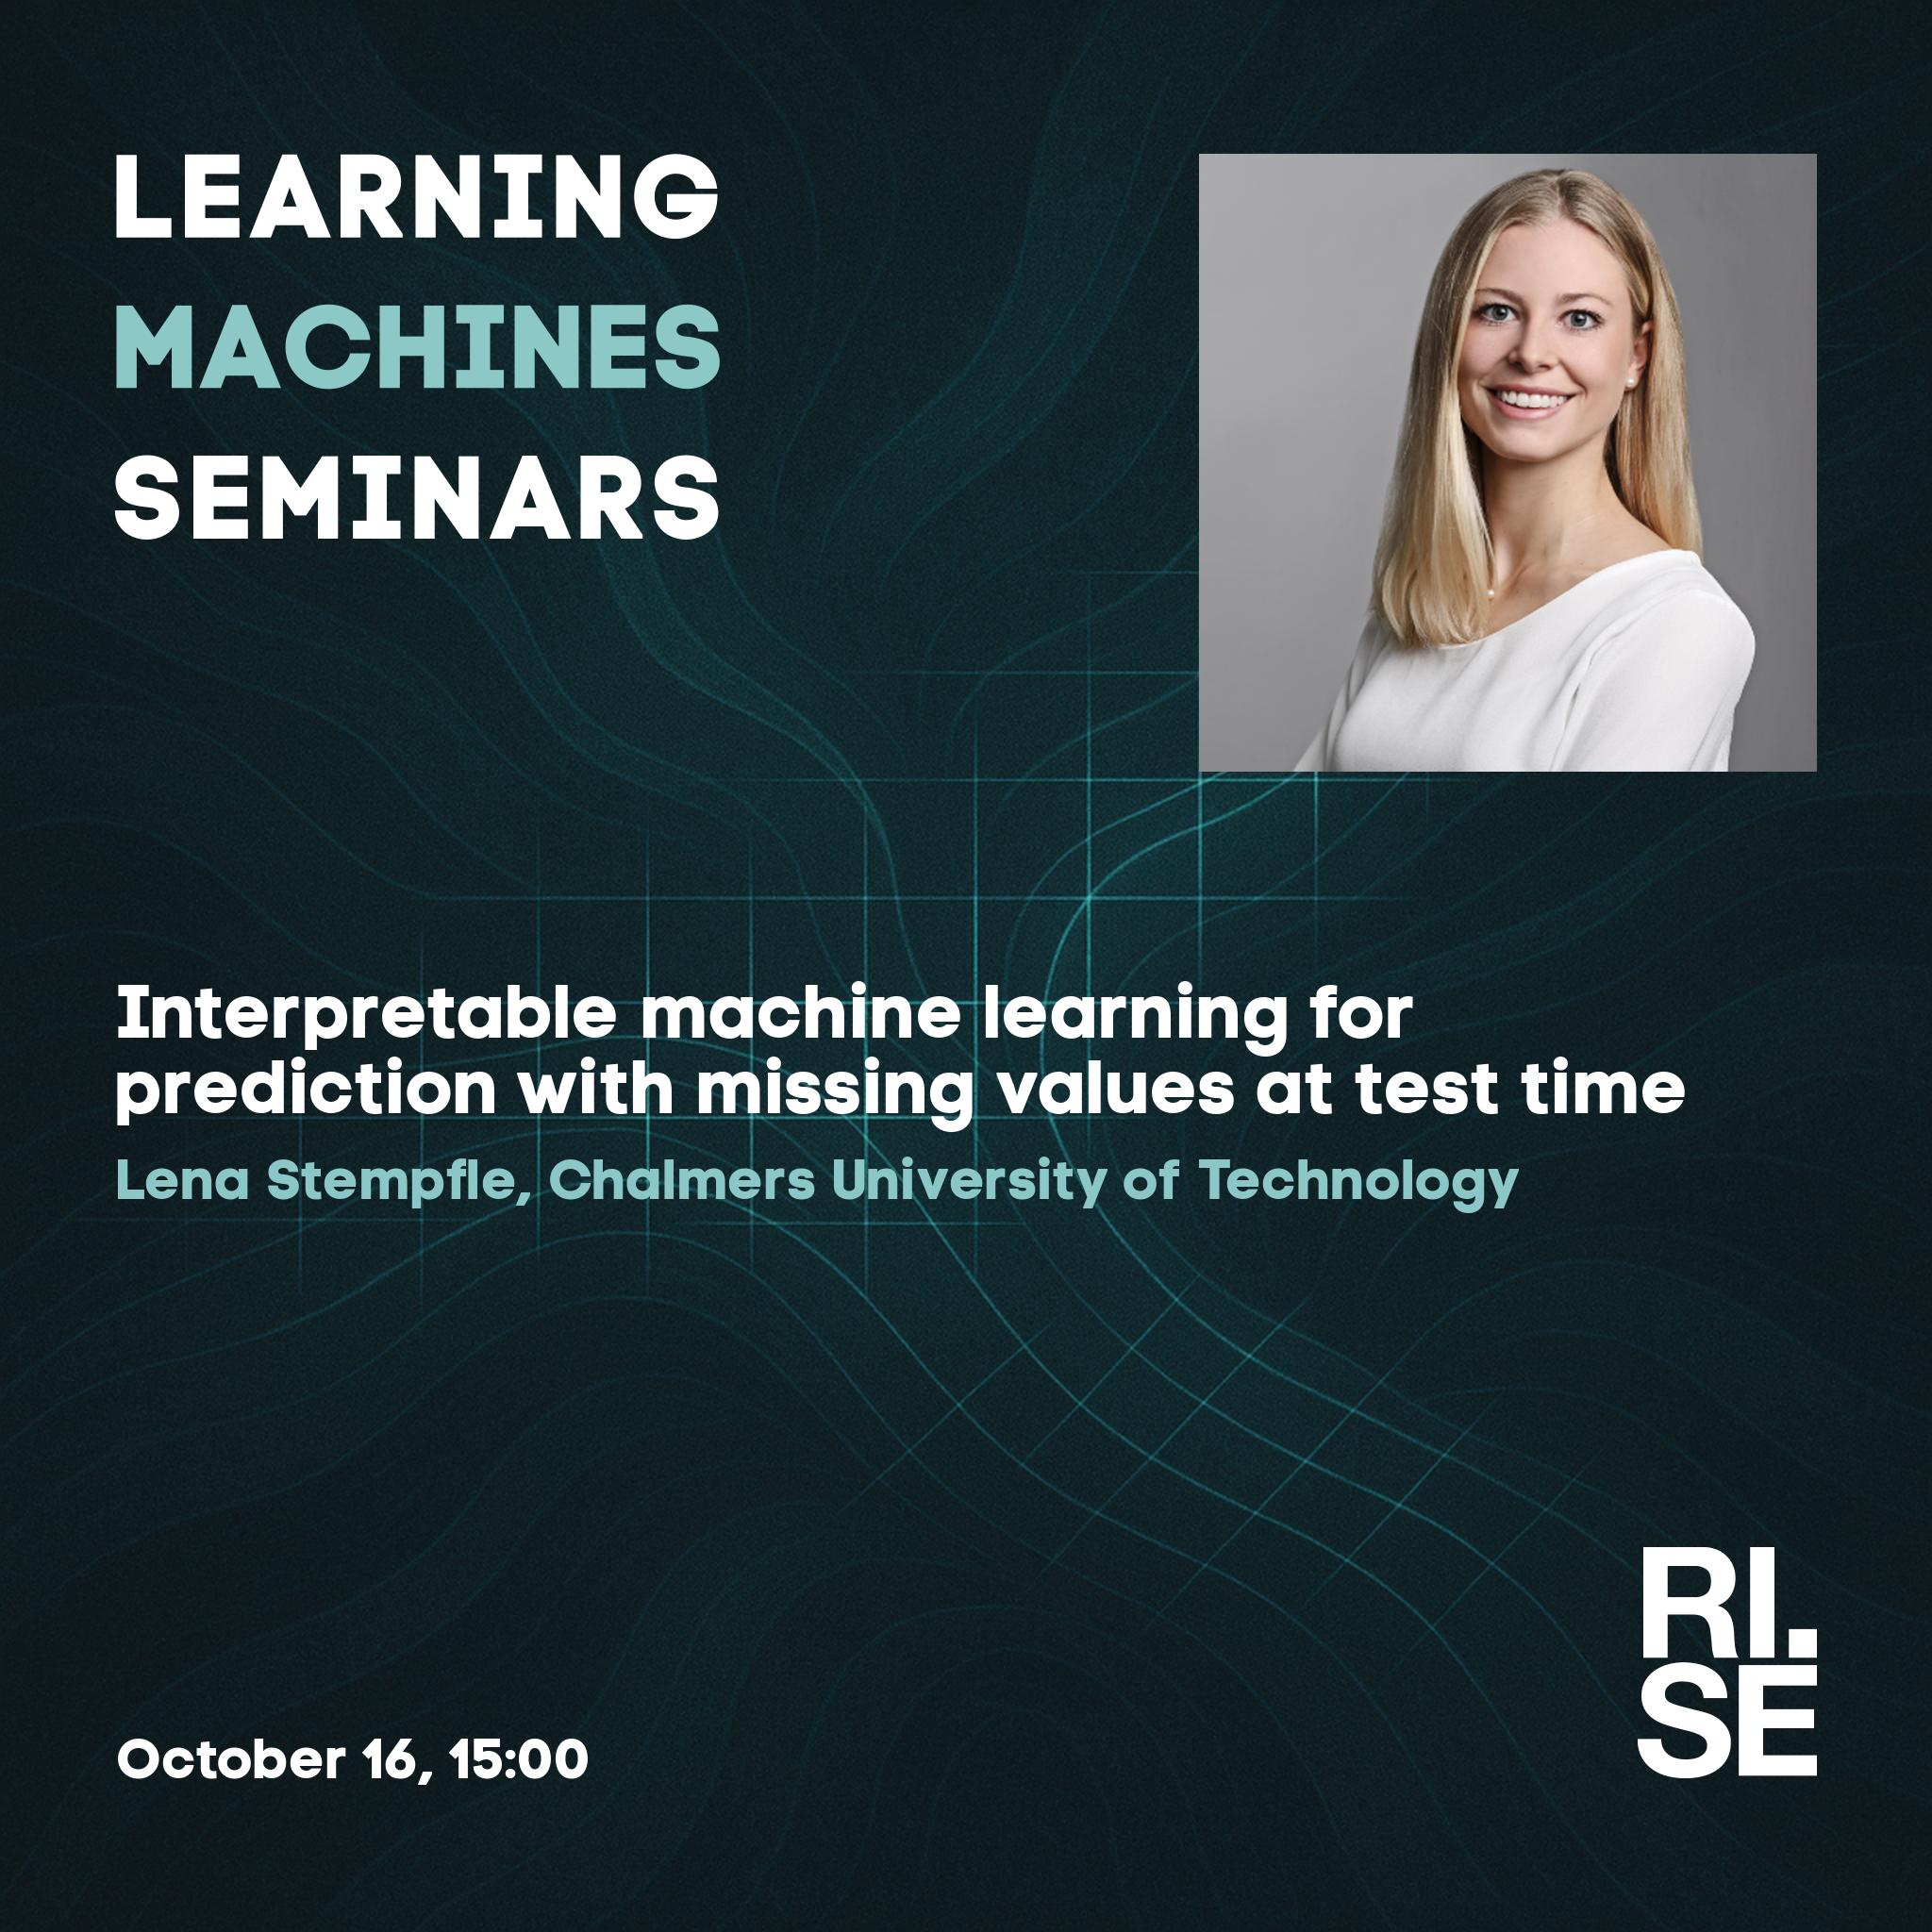 LEARNING
MACHINES
SEMINARS
Interpretable machine learning for
prediction with missing values at test time
Lena Stempfle, Chalmers University of Technology
October 16, 15:00
RI.
SE